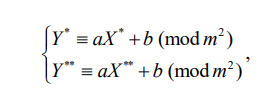 Y* ≡ aX* + b (mod m²)
Y** ≡ aX** + b (mod m²) ,